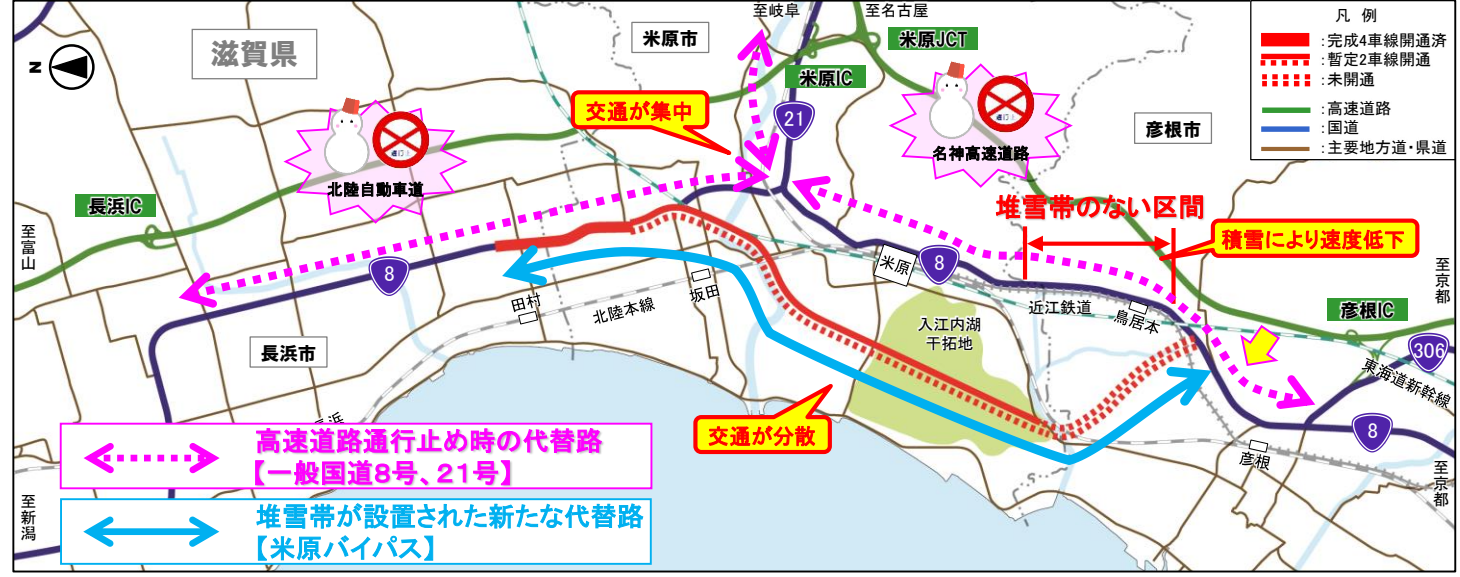 至岐阜
至名古屋
凡 例
:完成4車線開通済
:暫定2車線開通
:未開通
:高速道路
:国道
:主要地方道・県道
滋賀県
米原市
米原JCT
N
米原IC
交通が集中
21
彦根市
北陸自動車道
名神高速道路
長浜IC
堆雪帯のない区間
至富山
積雪により速度低下
8
米原
8
至京都
田村
北陸本線
坂田
入江内湖
干拓地
近江鉄道
鳥居本
彦根IC
長浜市
306
東海道新幹線
交通が分散
8
長浜
彦根
至京都
高速道路通行止め時の代替路
【一般国道8号、21号】
至新潟
堆雪帯が設置された新たな代替路
【米原バイパス】